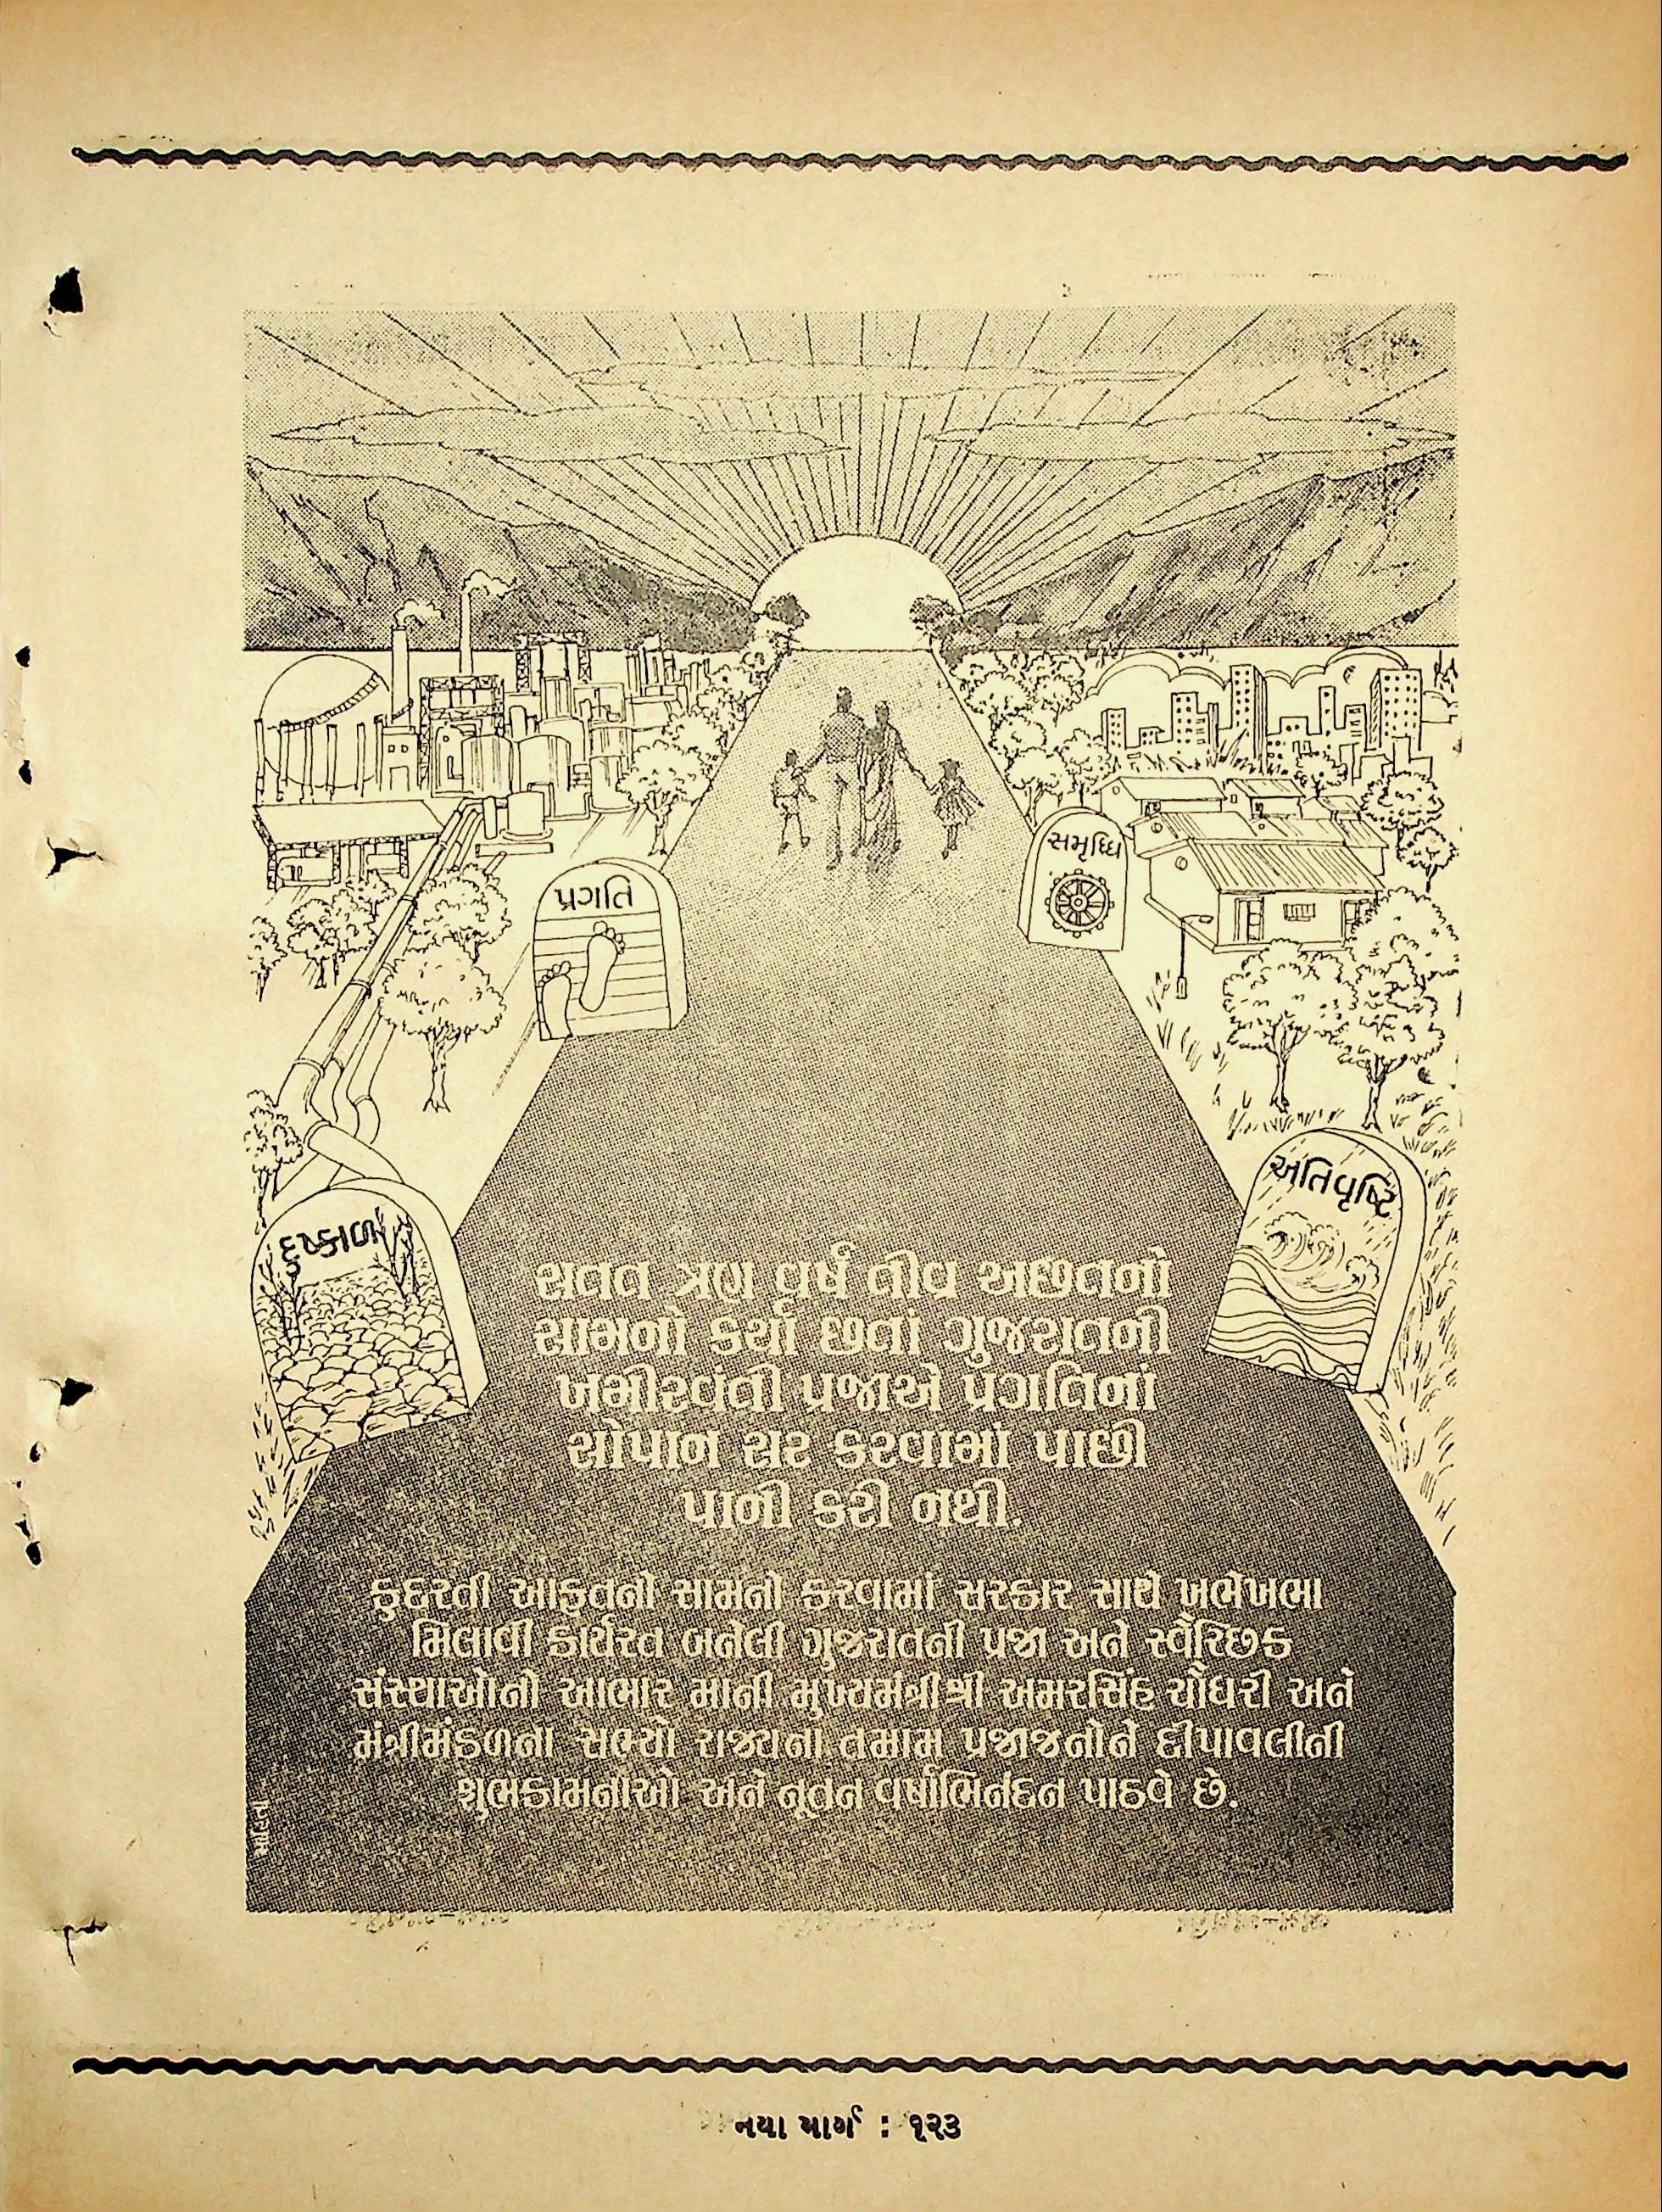 સમૃધ્ધિ
પ્રગતિ
અતિવૃષ્ટિ
દુષ્કાળ
સતત ત્રણ વર્ષ તીવ્ર અછતનો
સામનો કર્યા છતાં ગુજરાતની
ખમીરવંતી પ્રજાએ પ્રગતિનાં
સોપાન સર કરવામાં પાછી
પાની કરી નથી.
કુદરતી આફતનો સામનો કરવામાં સરકાર સાથે ખભેખભા
મિલાવી કાર્યરત બનેલી ગુજરાતની પ્રજા અને સ્વૈચ્છિક
સંસ્થાઓનો આભાર માની મુખ્યમંત્રીશ્રી અમરસિંહ ચૌધરી અને
મંત્રીમંડળના સભ્યો રાજ્યના તમામ પ્રજાજનોને દીપાવલીની
શુભકામનાઓ અને નૂતન વર્ષાભિનંદન પાઠવે છે.
માહિતી
નયા માર્ગ : ૧૨૩